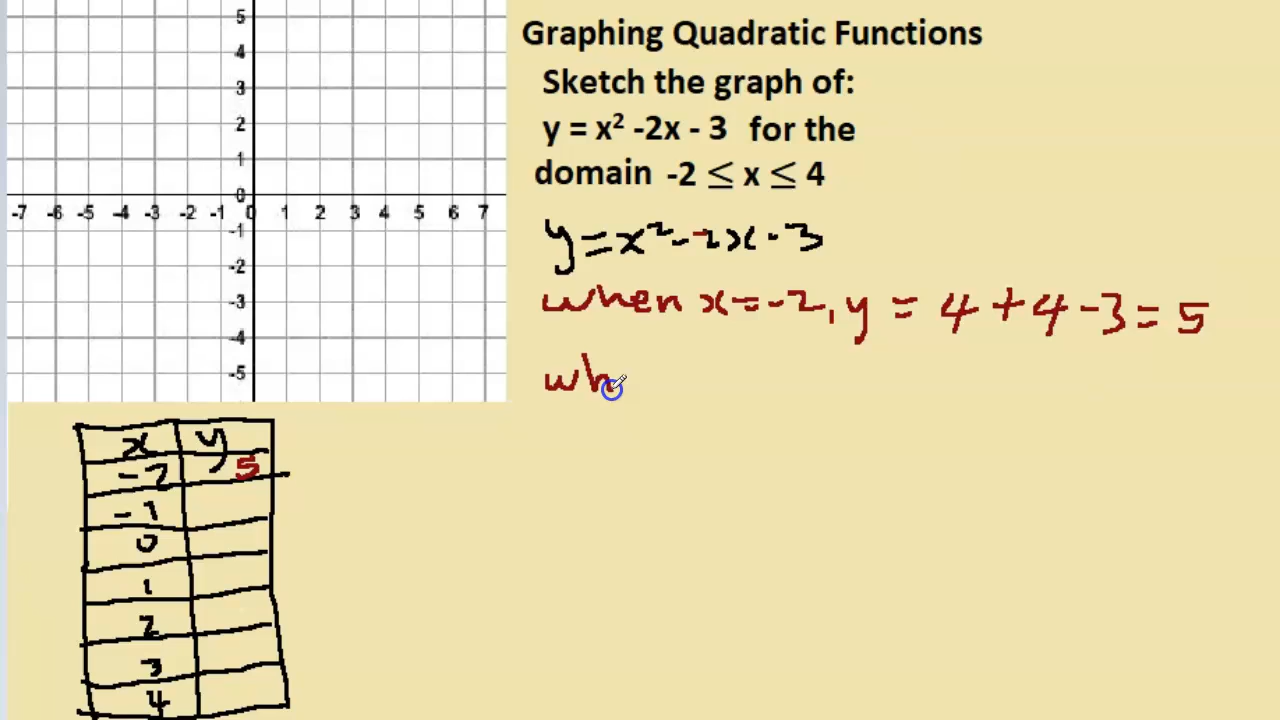 5
4
3
2
1
0
-7 -6 -5 -4 -3 -2 -1 0 1 2 3 4 5 6 7
-1
-2
-3
-4
-5
Graphing Quadratic Functions
Sketch the graph of:
y = x² -2x - 3 for the
domain -2 ≤ x ≤ 4
y = x² - 2x - 3
when x = -2, y = 4 + 4 - 3 = 5
wh
x y
-2 5
-1
0
1
2
3
4